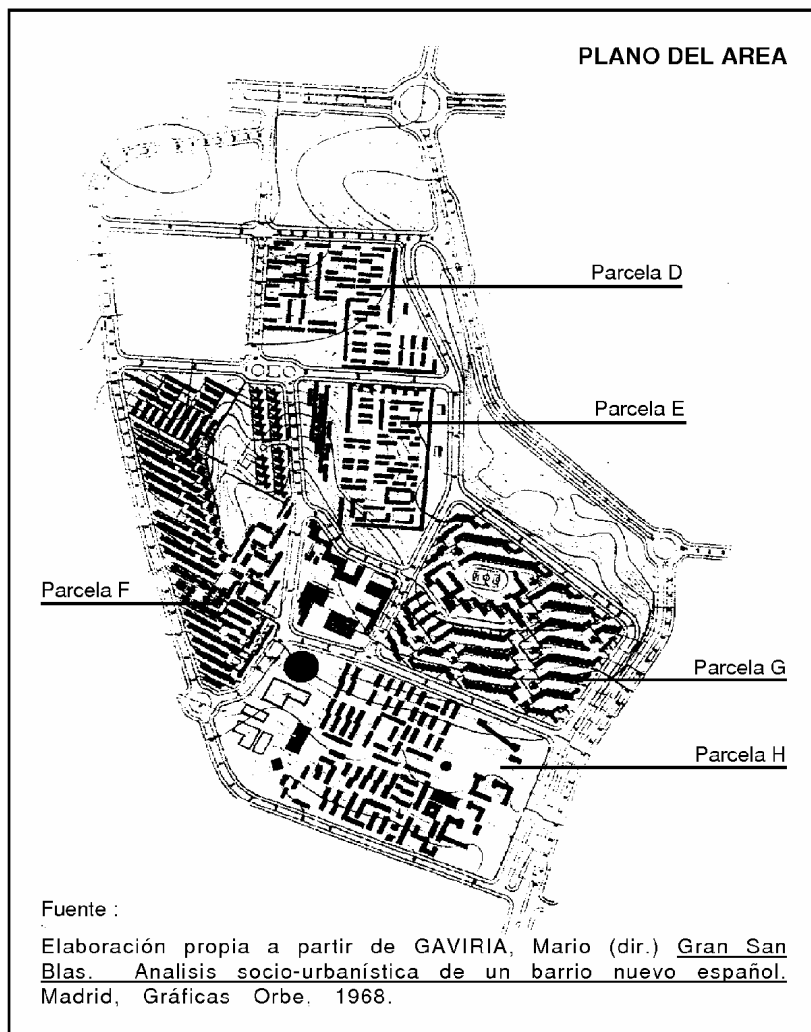 PLANO DEL AREA
Parcela D
Parcela E
Parcela F
Parcela G
Parcela H
Fuente :
Elaboración propia a partir de GAVIRIA, Mario (dir.) Gran San
Blas. Analisis socio-urbanística de un barrio nuevo español.
Madrid, Gráficas Orbe, 1968.